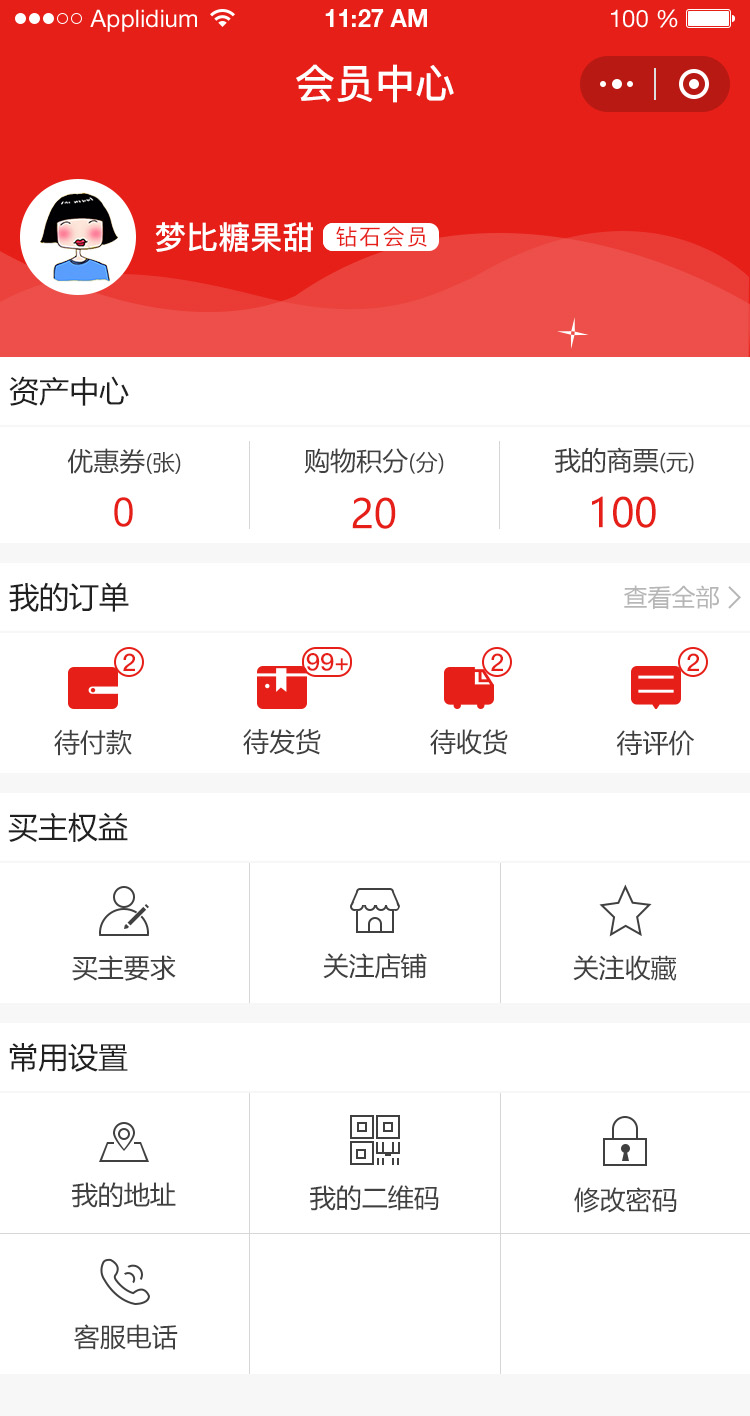 Applidium 11:27 AM 100 %
会员中心
梦比糖果甜 钻石会员
资产中心
优惠券(张) 购物积分(分) 我的商票(元)
0 20 100
我的订单 查看全部
2 99+ 2 2
待付款 待发货 待收货 待评价
买主权益
买主要求 关注店铺 关注收藏
常用设置
我的地址 我的二维码 修改密码
客服电话